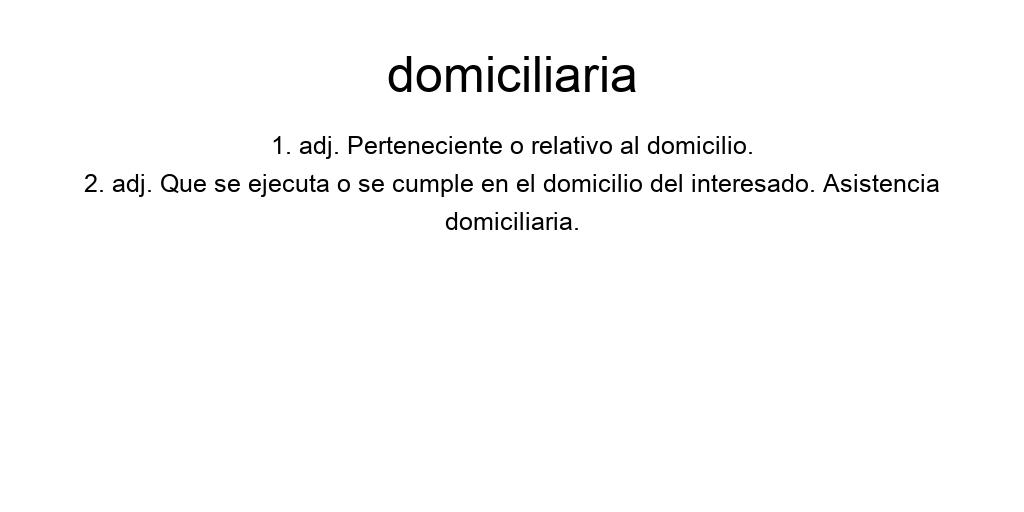 domiciliaria
1. adj. Perteneciente o relativo al domicilio.
2. adj. Que se ejecuta o se cumple en el domicilio del interesado. Asistencia
domiciliaria.